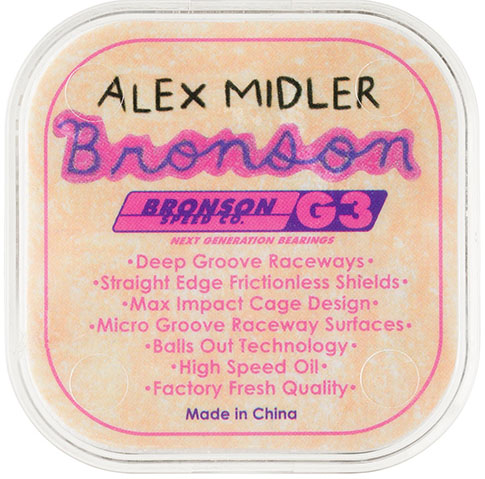 ALEX MIDLER
Bronson
BRONSON SPEED CO. G3
NEXT GENERATION BEARINGS
•Deep Groove Raceways•
•Straight Edge Frictionless Shields•
•Max Impact Cage Design•
•Micro Groove Raceway Surfaces•
•Balls Out Technology•
•High Speed Oil•
•Factory Fresh Quality•
Made in China